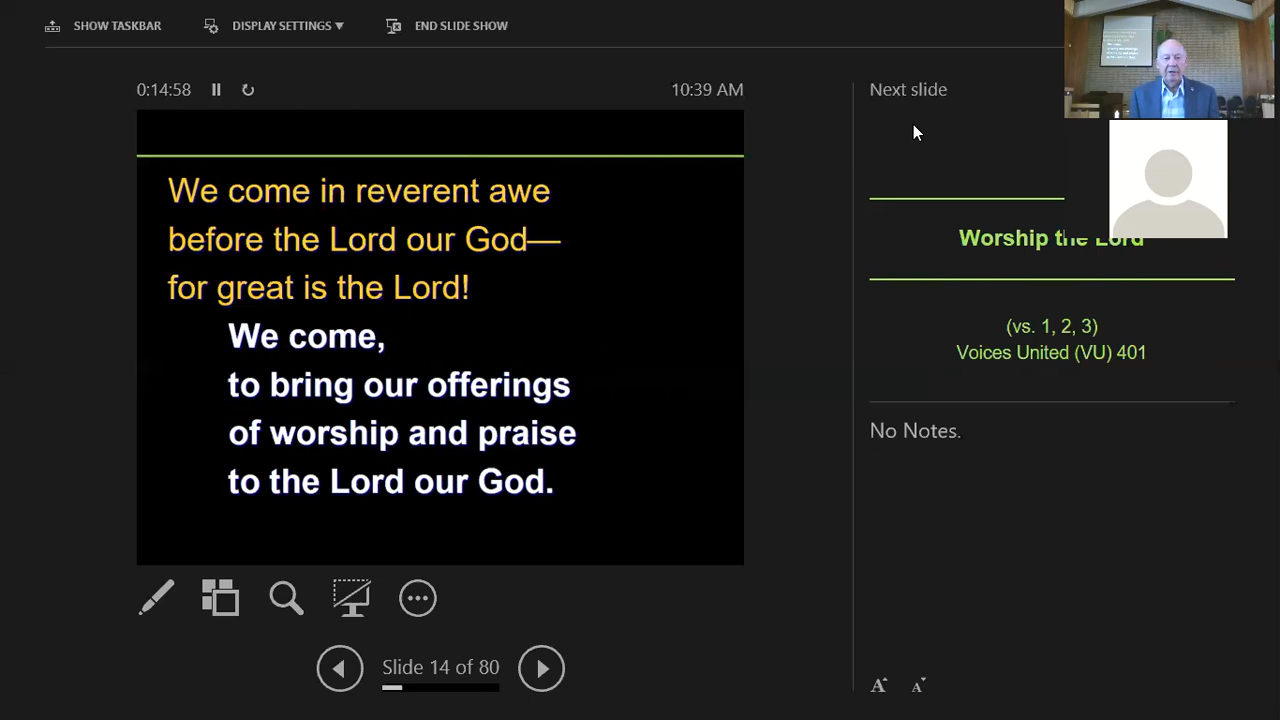 SHOW TASKBAR DISPLAY SETTINGS ▼ END SLIDE SHOW
0:14:58 10:39 AM
We come in reverent awe
before the Lord our God—
for great is the Lord!
We come,
to bring our offerings
of worship and praise
to the Lord our God.
Slide 14 of 80
Next slide
Worship the Lord
(vs. 1, 2, 3)
Voices United (VU) 401
No Notes.
A A